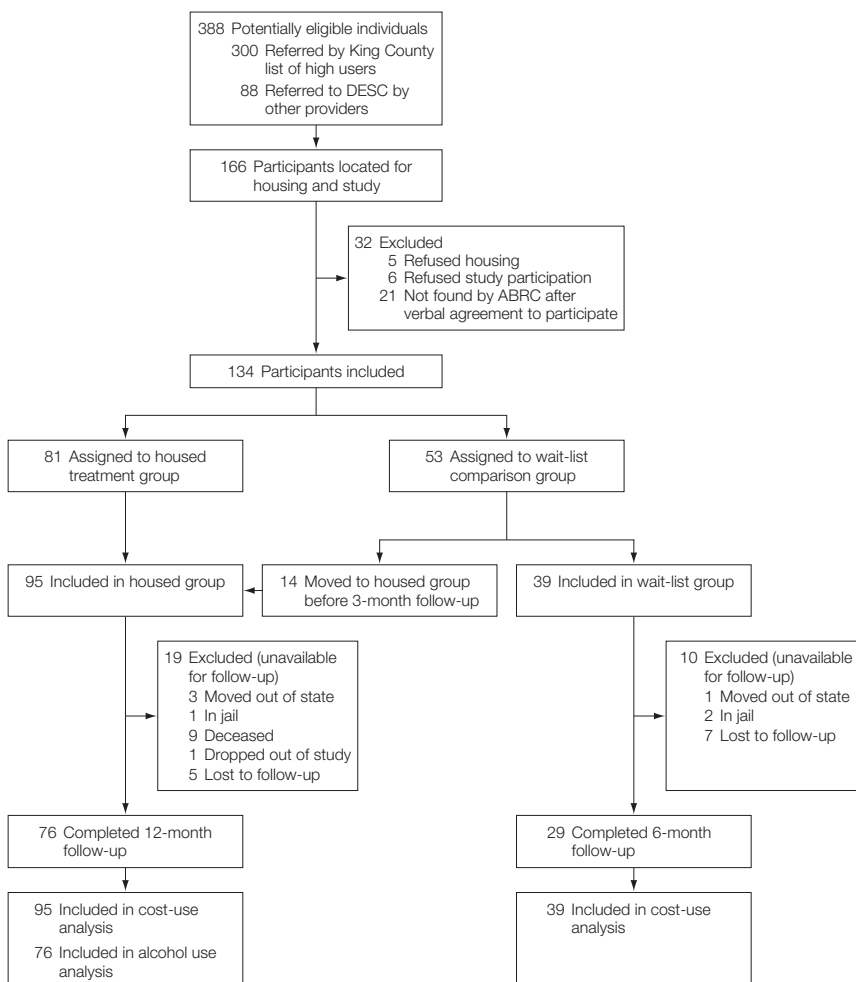 388 Potentially eligible individuals
300 Referred by King County
list of high users
88 Referred to DESC by
other providers
166 Participants located for
housing and study
32 Excluded
5 Refused housing
6 Refused study participation
21 Not found by ABRC after
verbal agreement to participate
134 Participants included
81 Assigned to housed
treatment group
53 Assigned to wait-list
comparison group
95 Included in housed group
14 Moved to housed group
before 3-month follow-up
39 Included in wait-list group
19 Excluded (unavailable
for follow-up)
3 Moved out of state
1 In jail
9 Deceased
1 Dropped out of study
5 Lost to follow-up
10 Excluded (unavailable
for follow-up)
1 Moved out of state
2 In jail
7 Lost to follow-up
76 Completed 12-month
follow-up
29 Completed 6-month
follow-up
95 Included in cost-use
analysis
76 Included in alcohol use
analysis
39 Included in cost-use
analysis